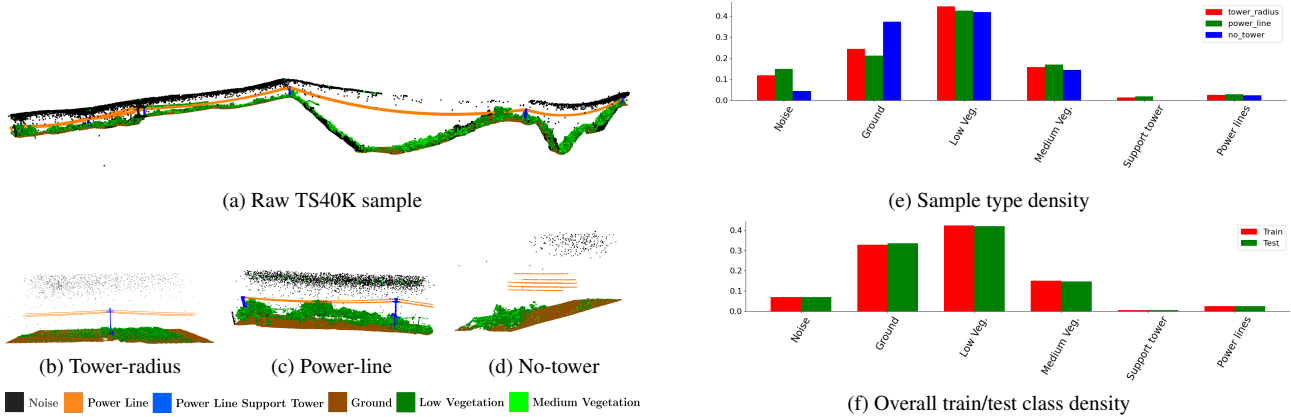 (a) Raw TS40K sample
(b) Tower-radius
(c) Power-line
(d) No-tower
Noise
Power Line
Power Line Support Tower
Ground
Low Vegetation
Medium Vegetation
0.4
0.3
0.2
0.1
0.0
Noise
Ground
Low Veg.
Medium Veg.
Support tower
Power lines
tower_radius
power_line
no_tower
(e) Sample type density
0.4
0.3
0.2
0.1
0.0
Noise
Ground
Low Veg.
Medium Veg.
Support tower
Power lines
Train
Test
(f) Overall train/test class density